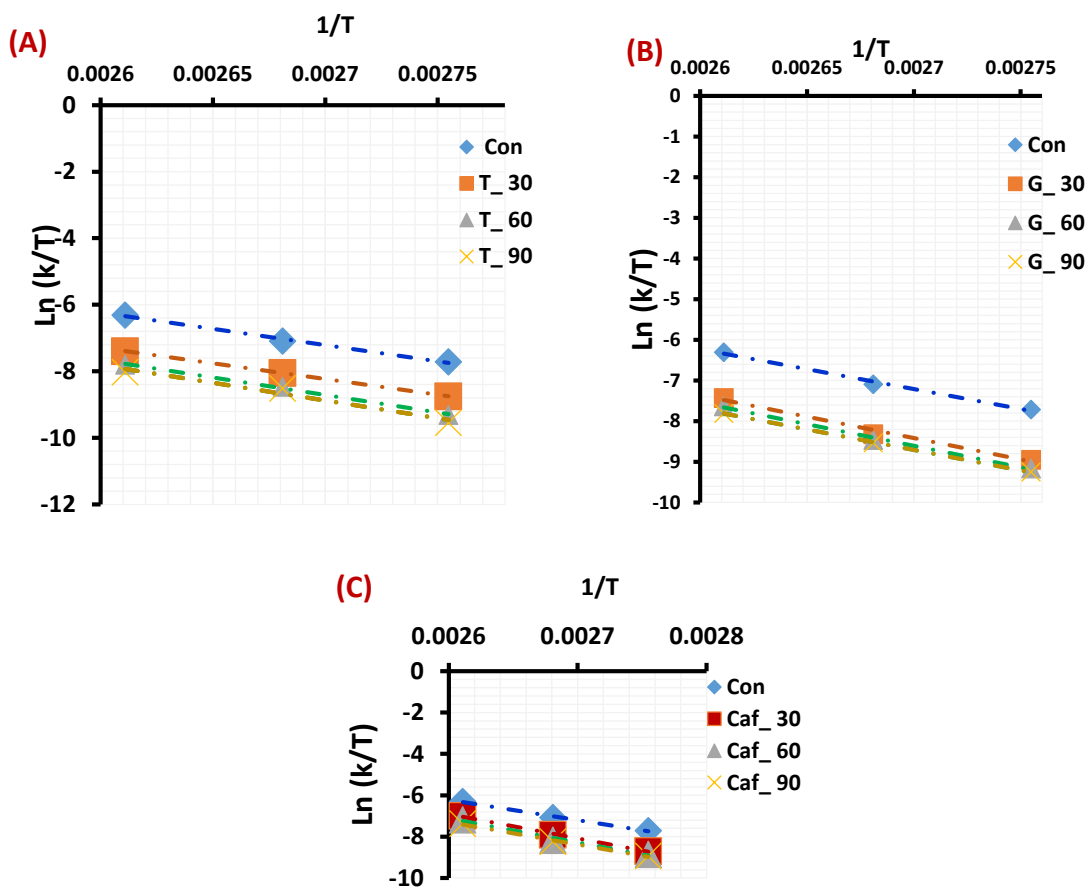 (A)
1/T
0.0026 0.00265 0.0027 0.00275
0
-2
-4
-6
-8
-10
-12
Ln (k/T)
Con
T_ 30
T_ 60
T_ 90
(B)
1/T
0.0026 0.00265 0.0027 0.00275
0
-1
-2
-3
-4
-5
-6
-7
-8
-9
-10
Ln (k/T)
Con
G_ 30
G_ 60
G_ 90
(C)
1/T
0.0026 0.0027 0.0028
0
-2
-4
-6
-8
-10
Ln (k/T)
Con
Caf_ 30
Caf_ 60
Caf_ 90